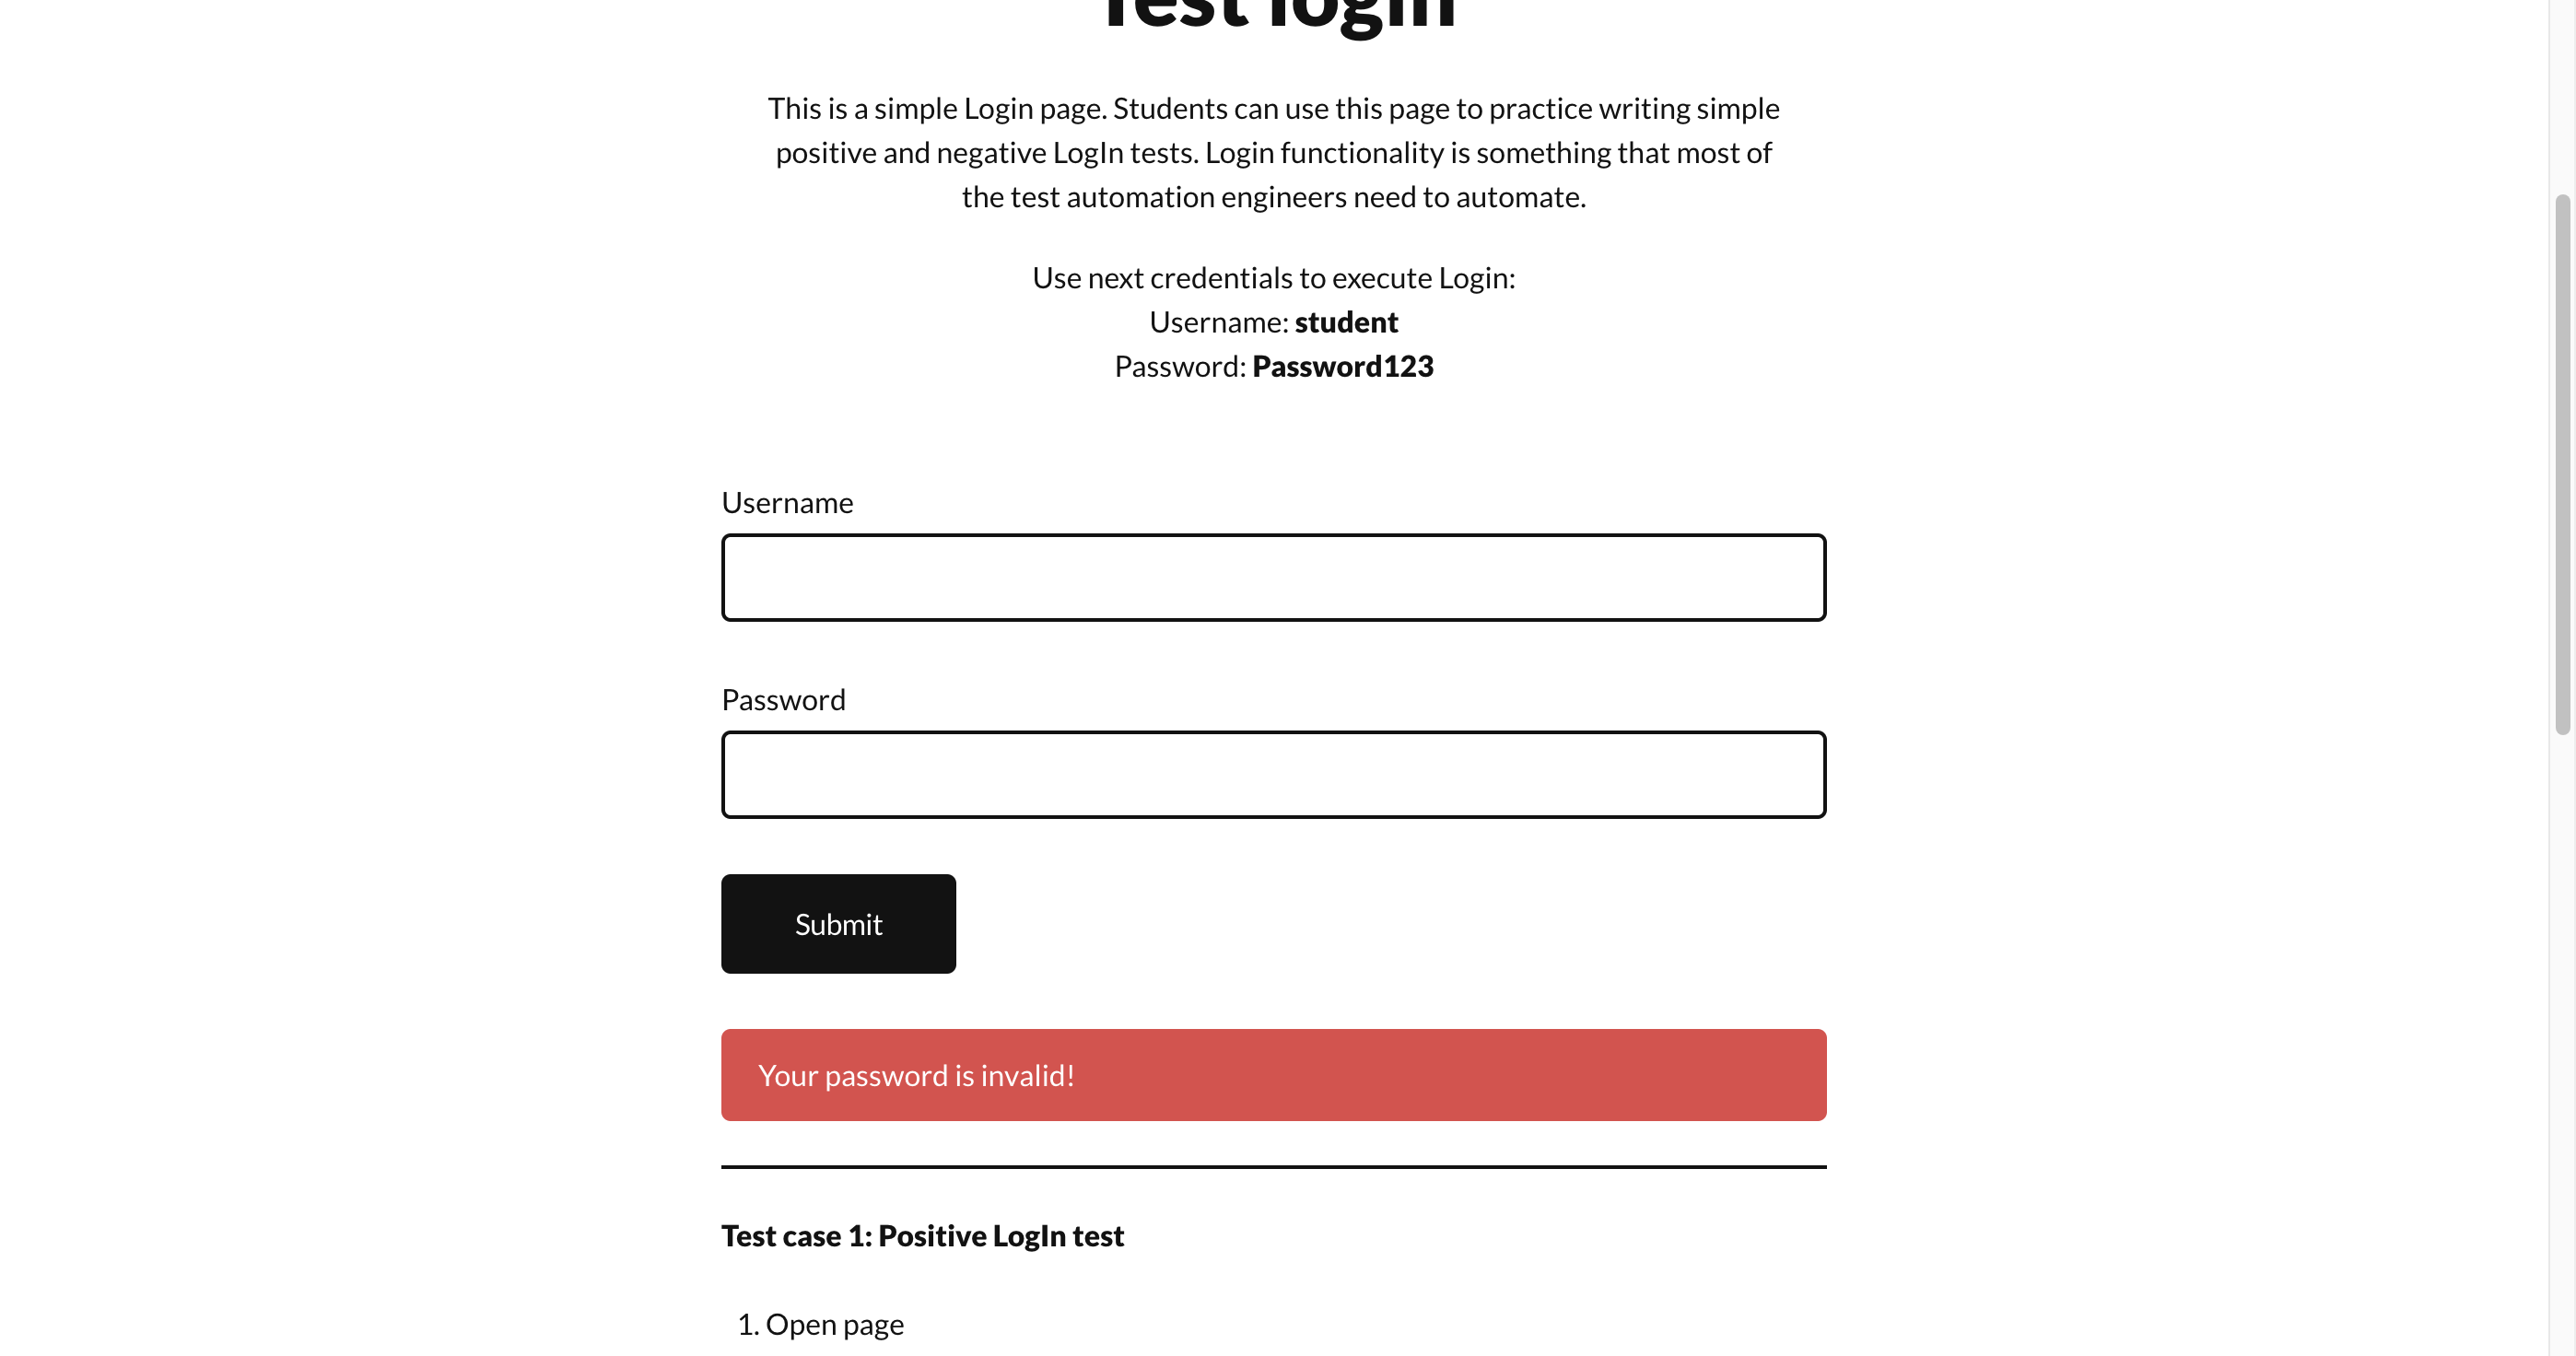 Test login
This is a simple Login page. Students can use this page to practice writing simple
positive and negative LogIn tests. Login functionality is something that most of
the test automation engineers need to automate.
Use next credentials to execute Login:
Username: student
Password: Password123
Username
Password
Submit
Your password is invalid!
Test case 1: Positive LogIn test
1. Open page